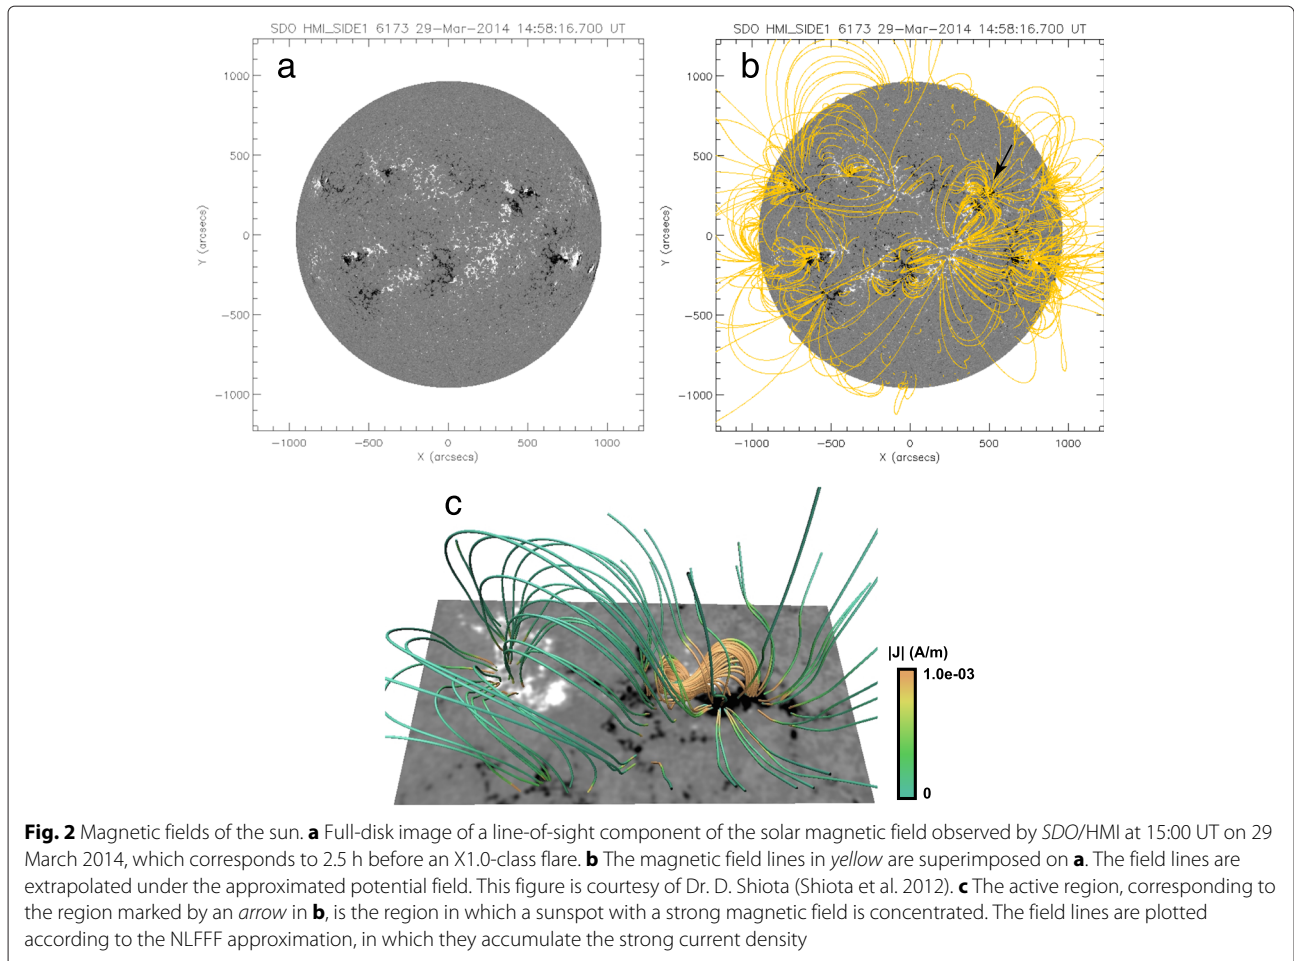 SDO HMI_SIDE1 6173 29-Mar-2014 14:58:16.700 UT
a
1000
500
0
-500
-1000
Y (arcsecs)
-1000 -500 0 500 1000
X (arcsecs)
SDO HMI_SIDE1 6173 29-Mar-2014 14:58:16.700 UT
b
1000
500
0
-500
-1000
Y (arcsecs)
-1000 -500 0 500 1000
X (arcsecs)
c
|J| (A/m)
1.0e-03
0
Fig. 2 Magnetic fields of the sun. a Full-disk image of a line-of-sight component of the solar magnetic field observed by SDO/HMI at 15:00 UT on 29
March 2014, which corresponds to 2.5 h before an X1.0-class flare. b The magnetic field lines in yellow are superimposed on a. The field lines are
extrapolated under the approximated potential field. This figure is courtesy of Dr. D. Shiota (Shiota et al. 2012). c The active region, corresponding to
the region marked by an arrow in b, is the region in which a sunspot with a strong magnetic field is concentrated. The field lines are plotted
according to the NLFFF approximation, in which they accumulate the strong current density